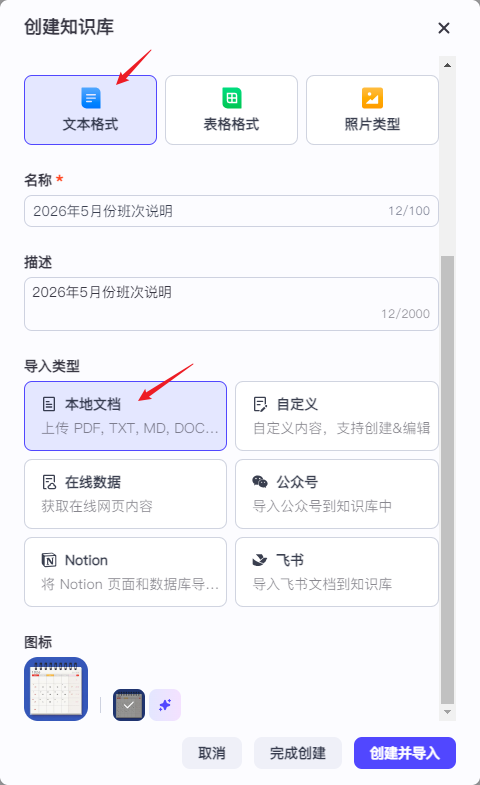 创建知识库
文本格式
表格格式
照片类型
名称 *
2026年5月份班次说明
12/100
描述
2026年5月份班次说明
12/2000
导入类型
本地文档
上传 PDF, TXT, MD, DOC...
自定义
自定义内容，支持创建&编辑
在线数据
获取在线网页内容
公众号
导入公众号到知识库中
Notion
将 Notion 页面和数据库导...
飞书
导入飞书文档到知识库
图标
取消
完成创建
创建并导入